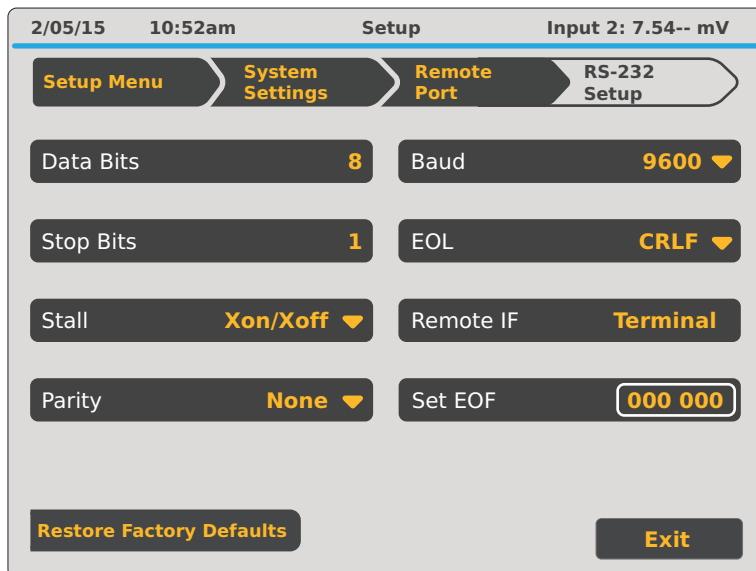 2/05/15 10:52am Setup Input 2: 7.54-- mV
Setup Menu
System
Settings
Remote
Port
RS-232
Setup
Data Bits 8
Baud 9600
Stop Bits 1
EOL CRLF
Stall Xon/Xoff
Remote IF Terminal
Parity None
Set EOF 000 000
Restore Factory Defaults
Exit